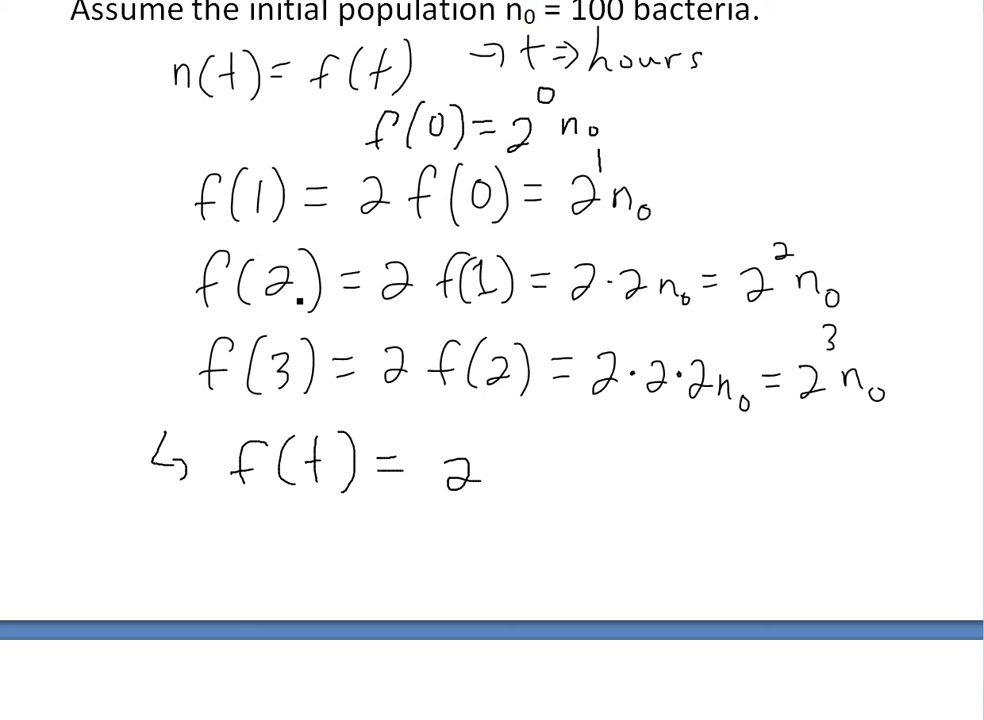 Assume the initial population n₀ = 100 bacteria.
n(t) = f(t) → t ⇒ hours
f(0) = 2⁰ n₀
f(1) = 2 f(0) = 2¹ n₀
f(2.) = 2 f(1) = 2·2 n₀ = 2² n₀
f(3) = 2 f(2) = 2·2·2 n₀ = 2³ n₀
↳ f(t) = 2